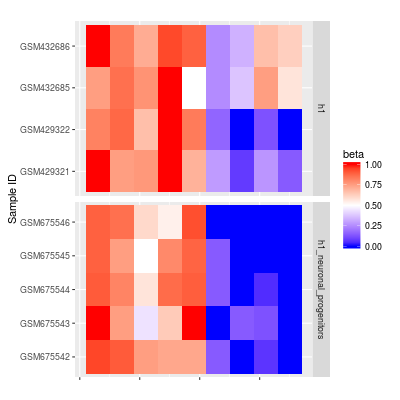 Sample ID
GSM432686
GSM432685
GSM429322
GSM429321
h1
GSM675546
GSM675545
GSM675544
GSM675543
GSM675542
h1_neuronal_progenitors
beta
1.00
0.75
0.50
0.25
0.00